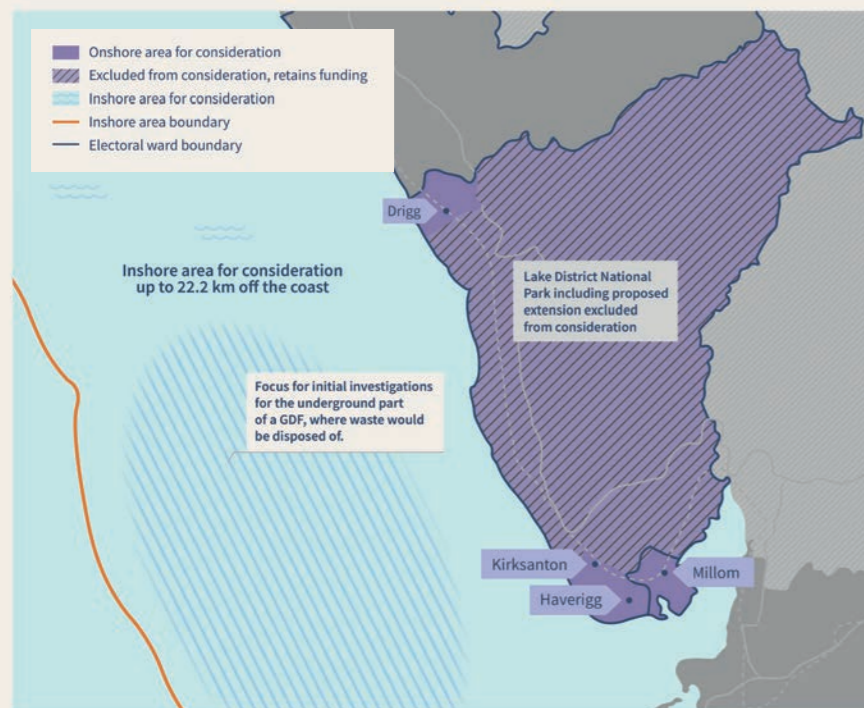 Onshore area for consideration
Excluded from consideration, retains funding
Inshore area for consideration
Inshore area boundary
Electoral ward boundary
Drigg
Inshore area for consideration
up to 22.2 km off the coast
Lake District National
Park including proposed
extension excluded
from consideration
Focus for initial investigations
for the underground part
of a GDF, where waste would
be disposed of.
Kirksanton
Millom
Haverigg